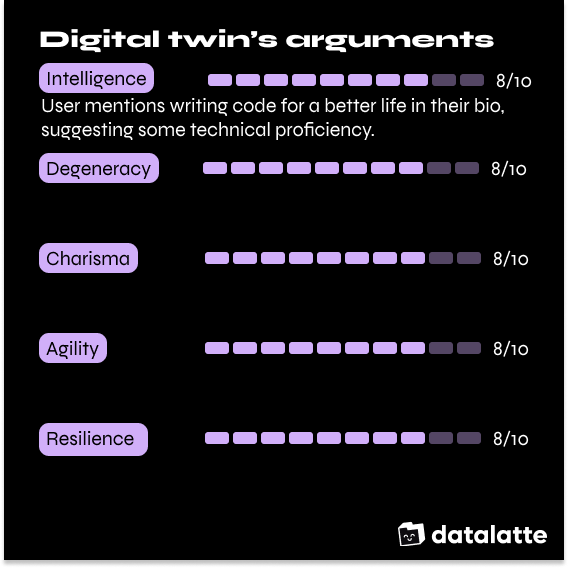 Digital twin's arguments
Intelligence 8/10
User mentions writing code for a better life in their bio,
suggesting some technical proficiency.
Degeneracy 8/10
Charisma 8/10
Agility 8/10
Resilience 8/10
datalatte